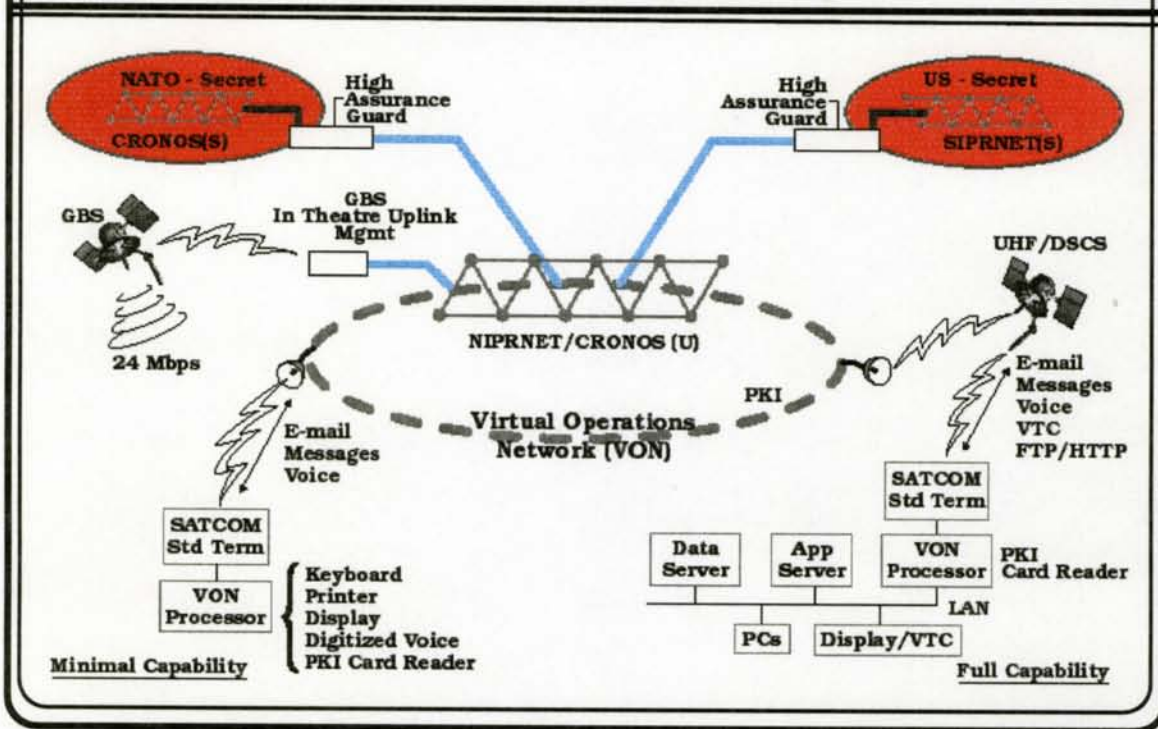 NATO - Secret
CRONOS(S)
High
Assurance
Guard
High
Assurance
Guard
US - Secret
SIPRNET(S)
GBS
GBS
In Theatre Uplink
Mgmt
24 Mbps
UHF/DSCS
NIPRNET/CRONOS (U)
PKI
Virtual Operations
Network (VON)
E-mail
Messages
Voice
E-mail
Messages
Voice
VTC
FTP/HTTP
SATCOM
Std Term
VON
Processor
Keyboard
Printer
Display
Digitized Voice
PKI Card Reader
Minimal Capability
SATCOM
Std Term
Data
Server
App
Server
VON
Processor
PKI
Card Reader
LAN
PCs
Display/VTC
Full Capability